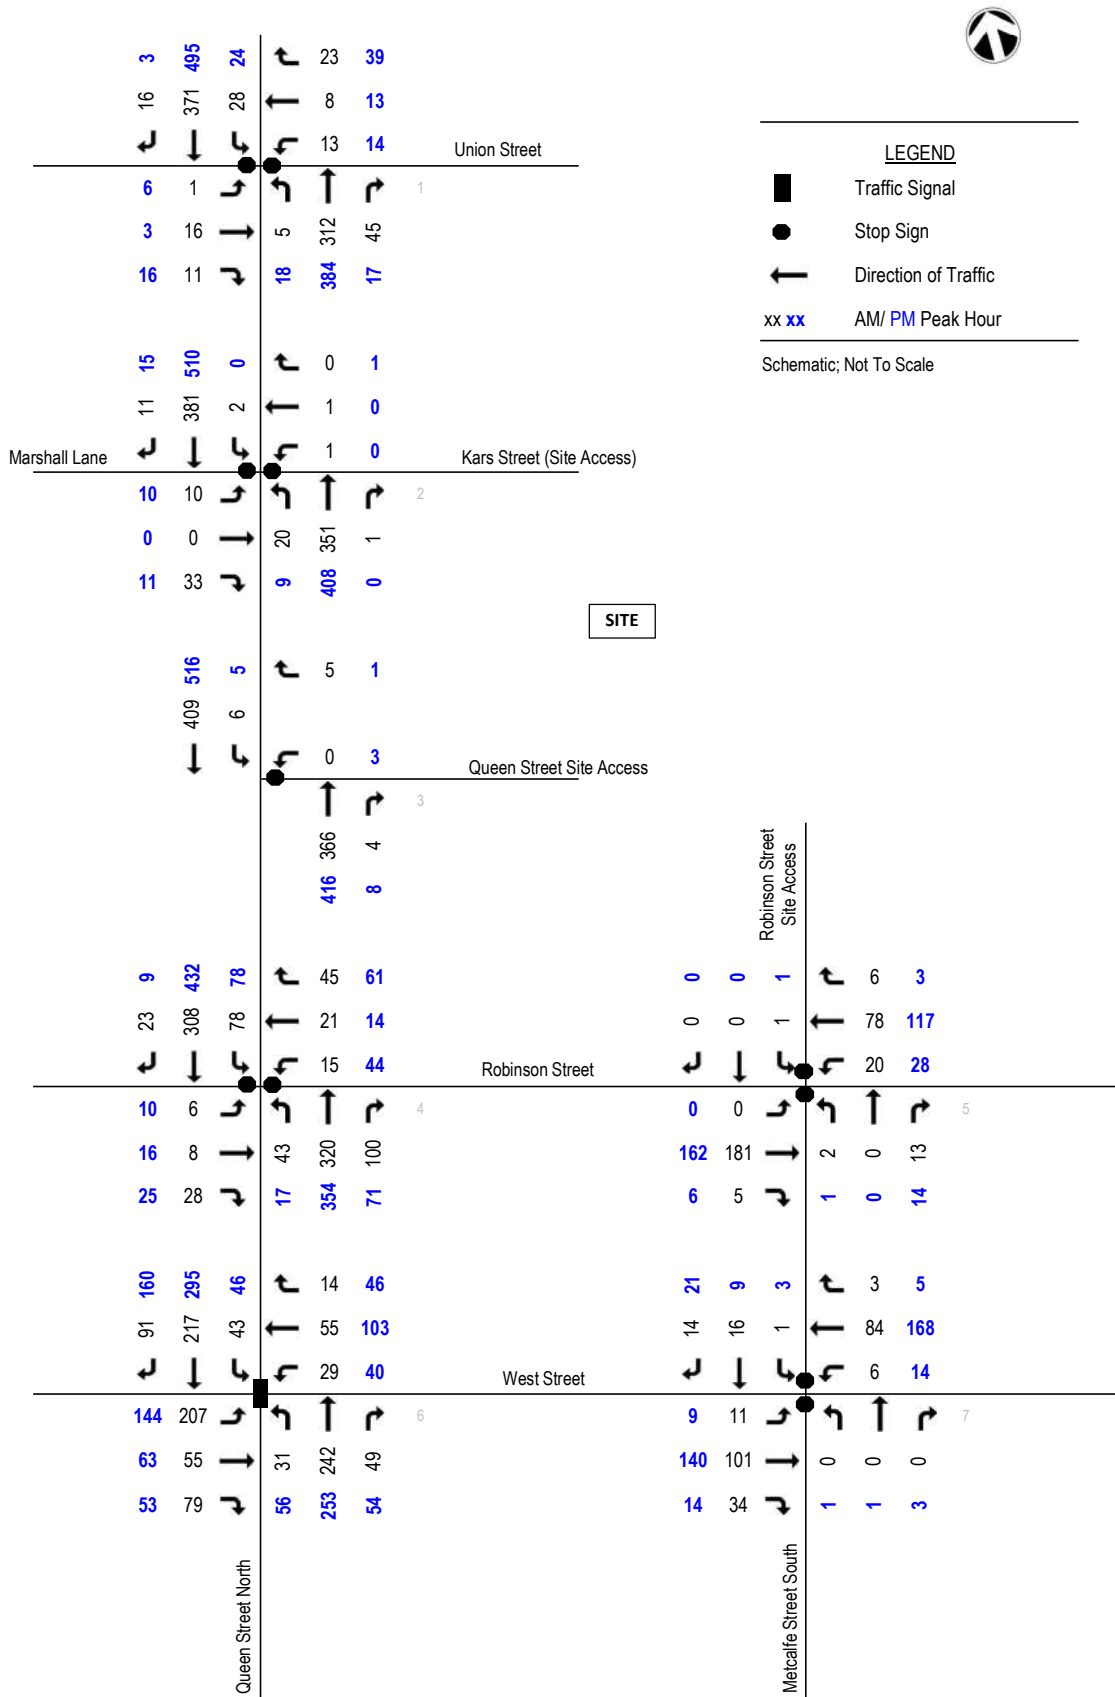 3 495 24 23 39
16 371 28 8 13
13 14
Union Street
6 1 1
3 16 5 312 45
16 11 18 384 17
LEGEND
Traffic Signal
Stop Sign
Direction of Traffic
xx xx AM/ PM Peak Hour
Schematic; Not To Scale
15 510 0 0 1
11 381 2 1 0
1 0
Marshall Lane Kars Street (Site Access)
10 10 2
0 0 20 351 1
11 33 9 408 0
SITE
516 5 5 1
409 6
0 3
Queen Street Site Access
3
366 4
416 8
Robinson Street
Site Access
9 432 78 45 61
23 308 78 21 14
15 44
Robinson Street
10 6 4
16 8 43 320 100
25 28 17 354 71
0 0 1 6 3
0 0 1 78 117
20 28
0 0 5
162 181 2 0 13
6 5 1 0 14
160 295 46 14 46
91 217 43 55 103
29 40
West Street
144 207 6
63 55 31 242 49
53 79 56 253 54
21 9 3 3 5
14 16 1 84 168
6 14
9 11 7
140 101 0 0 0
14 34 1 1 3
Queen Street North
Metcalfe Street South